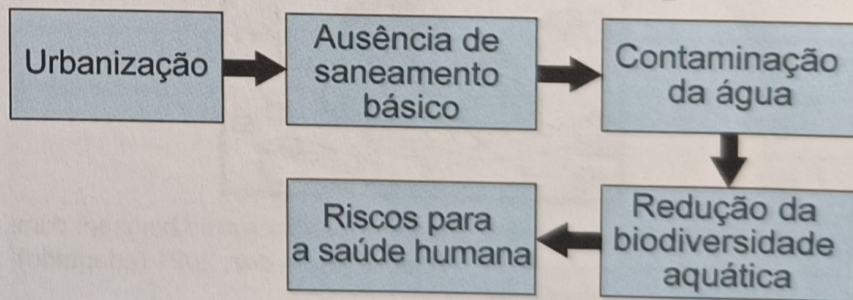 Urbanização
Ausência de
saneamento
básico
Contaminação
da água
Redução da
biodiversidade
aquática
Riscos para
a saúde humana